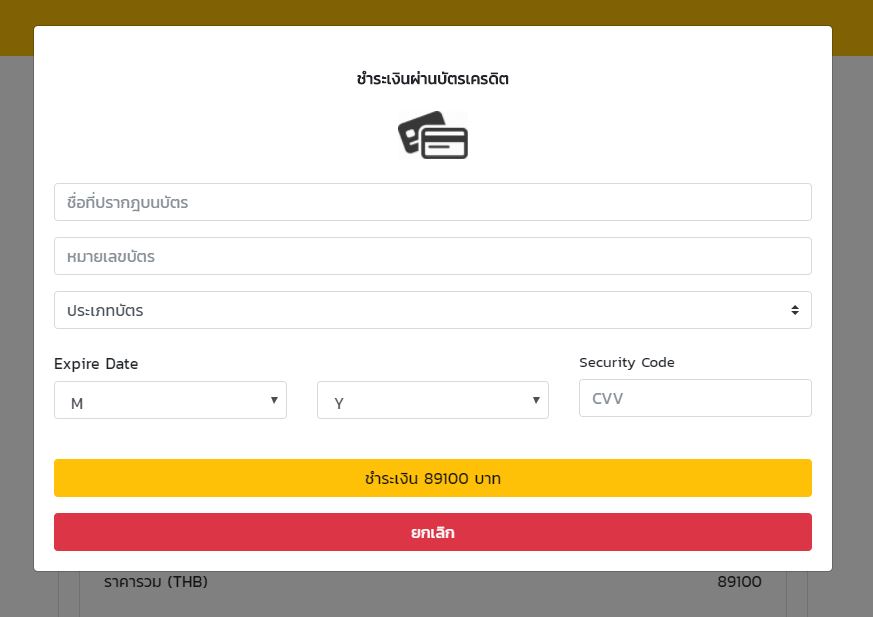 ชำระเงินผ่านบัตรเครดิต
ชื่อที่ปรากฎบนบัตร
หมายเลขบัตร
ประเภทบัตร
Expire Date
Security Code
M
Y
CVV
ชำระเงิน 89100 บาท
ยกเลิก
ราคารวม (THB) 89100